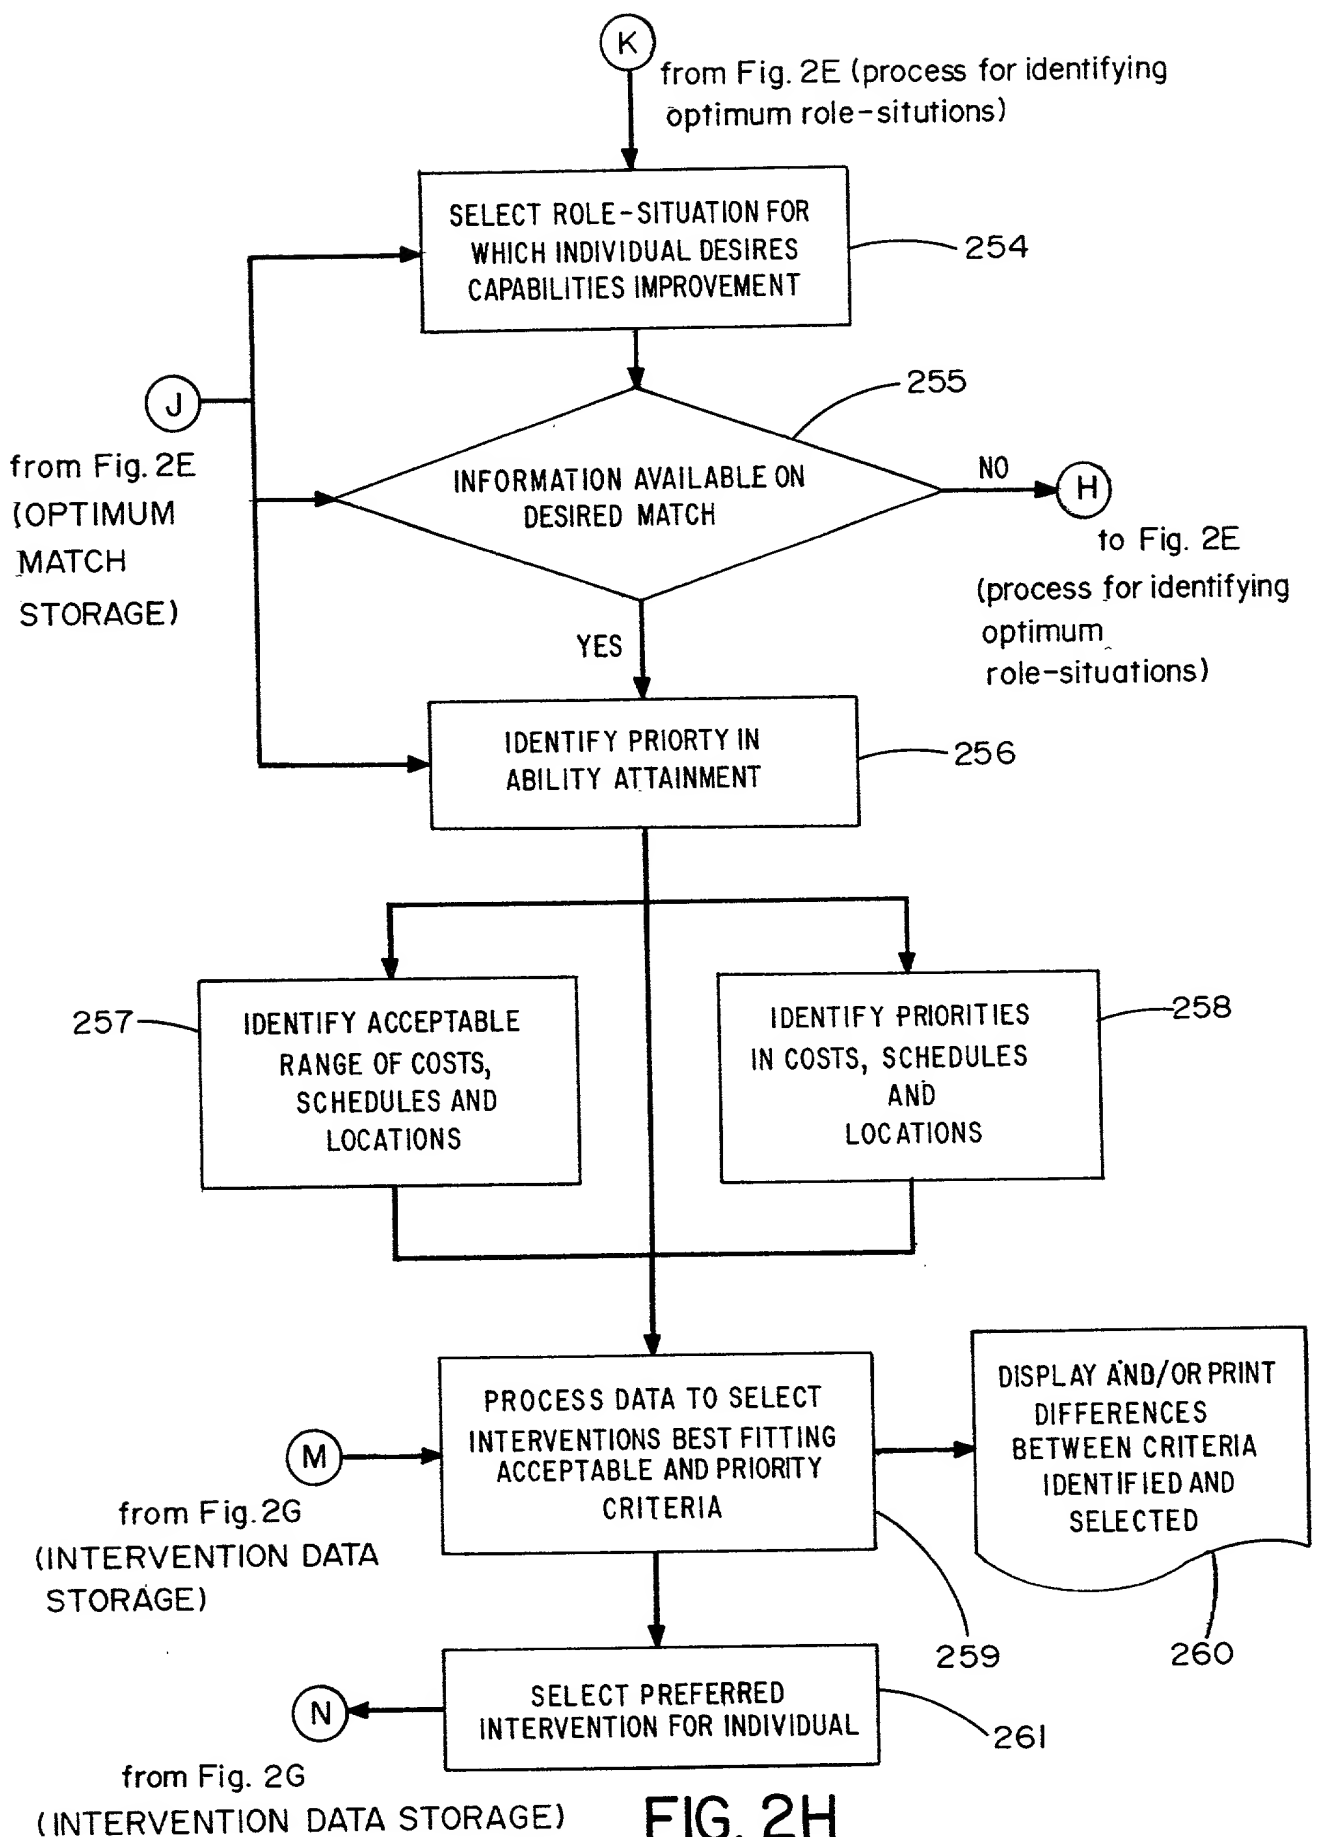 K
from Fig. 2E (process for identifying
optimum role-situtions)
SELECT ROLE-SITUATION FOR
WHICH INDIVIDUAL DESIRES
CAPABILITIES IMPROVEMENT
254
J
from Fig. 2E
(OPTIMUM
MATCH
STORAGE)
255
INFORMATION AVAILABLE ON
DESIRED MATCH
NO
H
to Fig. 2E
(process for identifying
optimum
role-situations)
YES
IDENTIFY PRIORTY IN
ABILITY ATTAINMENT
256
257
IDENTIFY ACCEPTABLE
RANGE OF COSTS,
SCHEDULES AND
LOCATIONS
IDENTIFY PRIORITIES
IN COSTS, SCHEDULES
AND
LOCATIONS
258
M
from Fig. 2G
(INTERVENTION DATA
STORAGE)
PROCESS DATA TO SELECT
INTERVENTIONS BEST FITTING
ACCEPTABLE AND PRIORITY
CRITERIA
259
DISPLAY AND/OR PRINT
DIFFERENCES
BETWEEN CRITERIA
IDENTIFIED AND
SELECTED
260
N
from Fig. 2G
(INTERVENTION DATA STORAGE)
SELECT PREFERRED
INTERVENTION FOR INDIVIDUAL
261
FIG. 2H